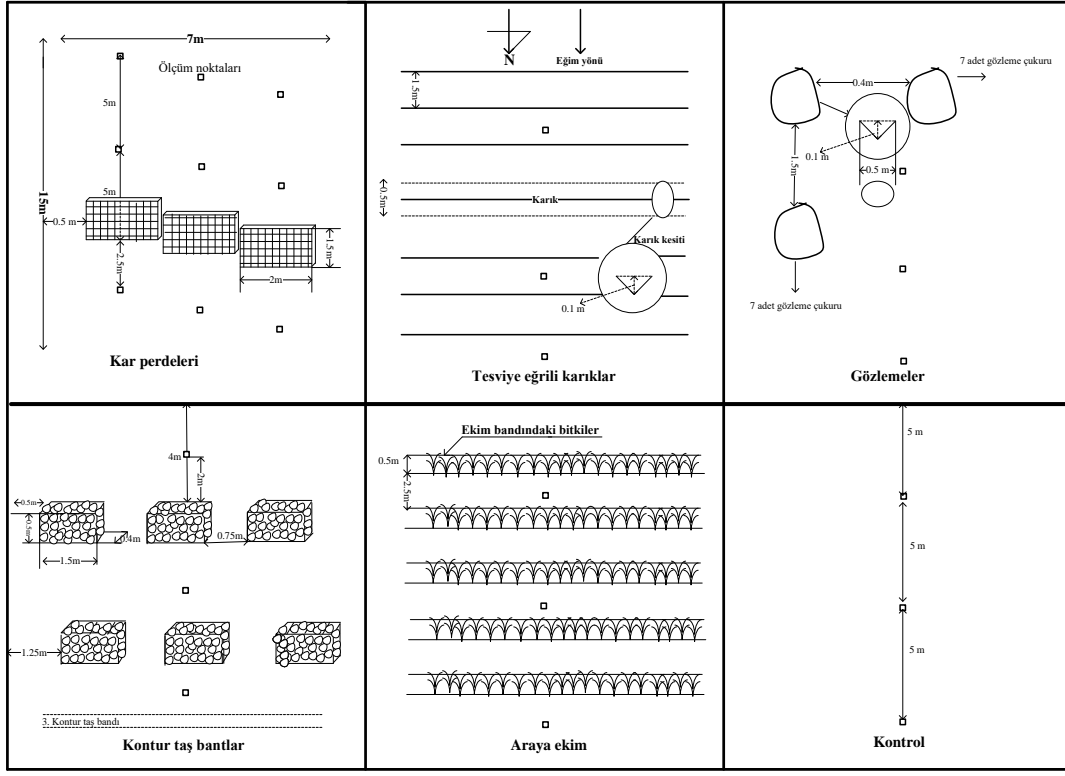 7m
Ölçüm noktaları
5m
5m
1.5m
0.5 m
2.5m
1.5m
2m
Kar perdeleri
N
Eğim yönü
1.5m
0.5m
Karık
Karık kesiti
0.1 m
Tesviye eğrili karıklar
7 adet gözleme çukuru
0.4m
0.1 m
1.5m
0.5 m
7 adet gözleme çukuru
Gözlemeler
4m
2m
0.5m
0.5m
0.4m
0.75m
1.5m
1.25m
3. Kontur taş bandı
Kontur taş bantlar
Ekim bandındaki bitkiler
0.5m
2.5m
Araya ekim
5 m
5 m
5 m
Kontrol